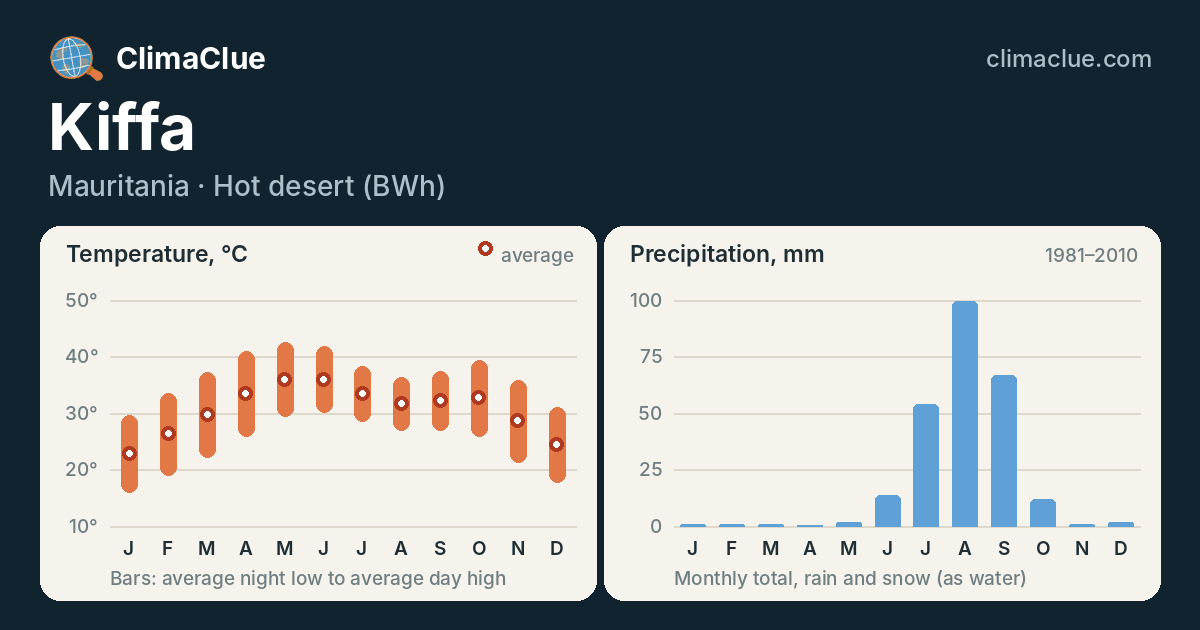 ClimaClue
climaclue.com
Kiffa
Mauritania · Hot desert (BWh)
Temperature, °C
average
50°
40°
30°
20°
10°
J F M A M J J A S O N D
Bars: average night low to average day high
Precipitation, mm
1981–2010
100
75
50
25
0
J F M A M J J A S O N D
Monthly total, rain and snow (as water)